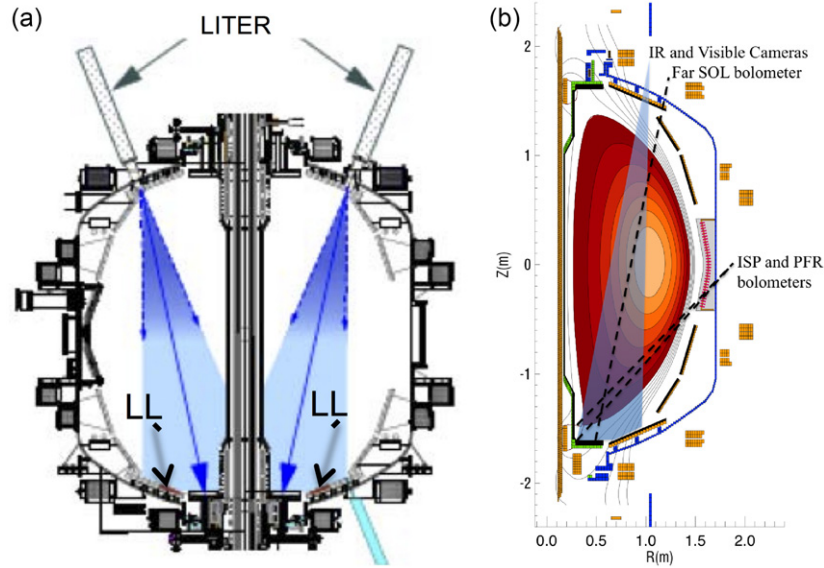 (a)
LITER
LL
LL
(b)
IR and Visible Cameras
Far SOL bolometer
ISP and PFR
bolometers
2
1
0
-1
-2
Z(m)
0.0
0.5
1.0
1.5
2.0
R(m)